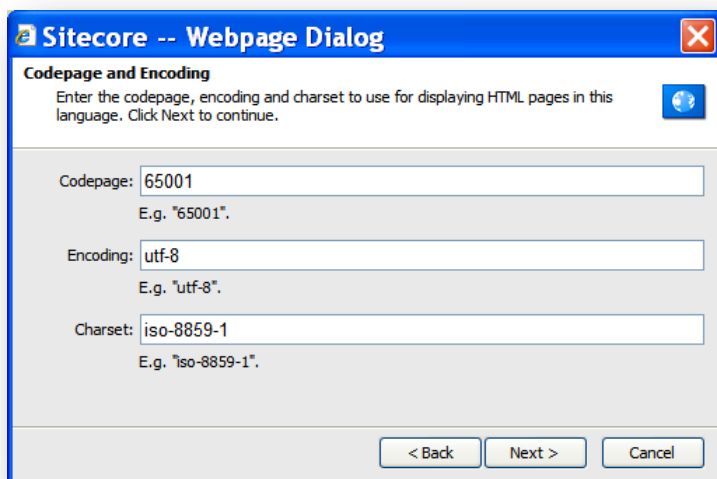 Sitecore -- Webpage Dialog
Codepage and Encoding
Enter the codepage, encoding and charset to use for displaying HTML pages in this
language. Click Next to continue.
Codepage: 65001
E.g. "65001".
Encoding: utf-8
E.g. "utf-8".
Charset: iso-8859-1
E.g. "iso-8859-1".
< Back Next > Cancel